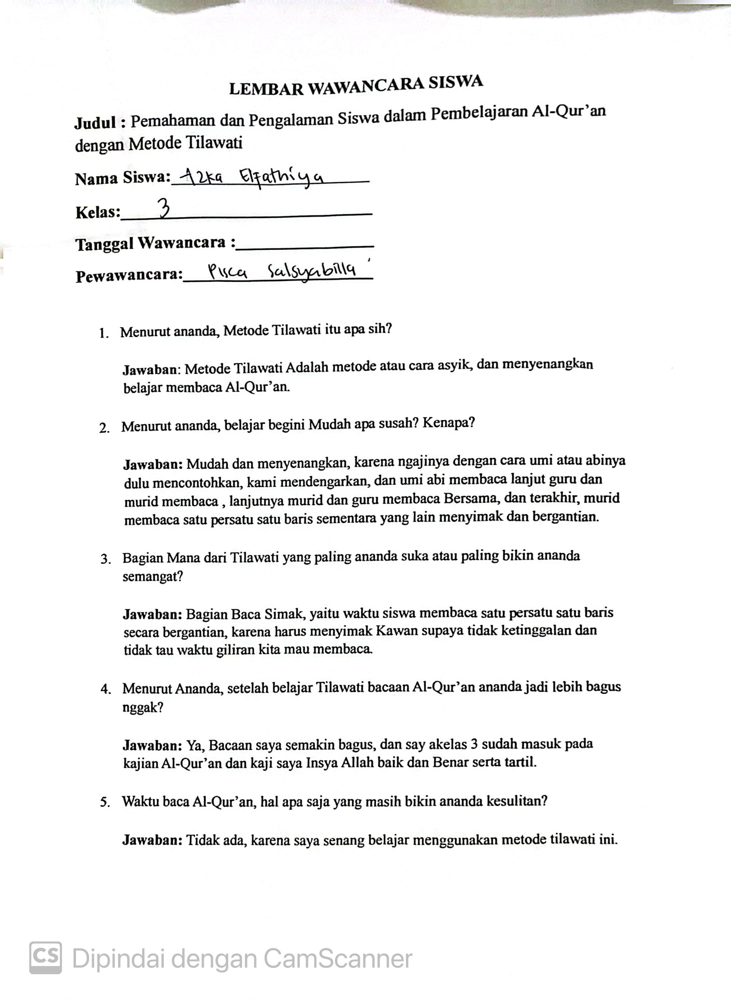 LEMBAR WAWANCARA SISWA
Judul : Pemahaman dan Pengalaman Siswa dalam Pembelajaran Al-Qur’an
dengan Metode Tilawati
Nama Siswa: Azka Elfathiya
Kelas: 3
Tanggal Wawancara :
Pewawancara: Pisca Salsyabilla
1. Menurut ananda, Metode Tilawati itu apa sih?
Jawaban: Metode Tilawati Adalah metode atau cara asyik, dan menyenangkan
belajar membaca Al-Qur’an.
2. Menurut ananda, belajar begini Mudah apa susah? Kenapa?
Jawaban: Mudah dan menyenangkan, karena ngajinya dengan cara umi atau abinya
dulu mencontohkan, kami mendengarkan, dan umi abi membaca lanjut guru dan
murid membaca , lanjutnya murid dan guru membaca Bersama, dan terakhir, murid
membaca satu persatu satu baris sementara yang lain menyimak dan bergantian.
3. Bagian Mana dari Tilawati yang paling ananda suka atau paling bikin ananda
semangat?
Jawaban: Bagian Baca Simak, yaitu waktu siswa membaca satu persatu satu baris
secara bergantian, karena harus menyimak Kawan supaya tidak ketinggalan dan
tidak tau waktu giliran kita mau membaca.
4. Menurut Ananda, setelah belajar Tilawati bacaan Al-Qur’an ananda jadi lebih bagus
nggak?
Jawaban: Ya, Bacaan saya semakin bagus, dan say akelas 3 sudah masuk pada
kajian Al-Qur’an dan kaji saya Insya Allah baik dan Benar serta tartil.
5. Waktu baca Al-Qur’an, hal apa saja yang masih bikin ananda kesulitan?
Jawaban: Tidak ada, karena saya senang belajar menggunakan metode tilawati ini.
CS Dipindai dengan CamScanner